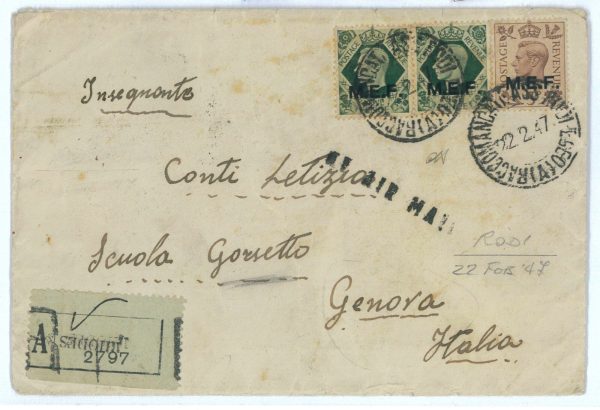 POSTAGE REVENUE
M.E.F.
M.E.F.
M.E.F.
22.2.47
Insegnante
Conti Letizia
BY AIR MAIL
Scuola Gorsetto
RODI
22 FEB '47
Genova
Italia
A
2797